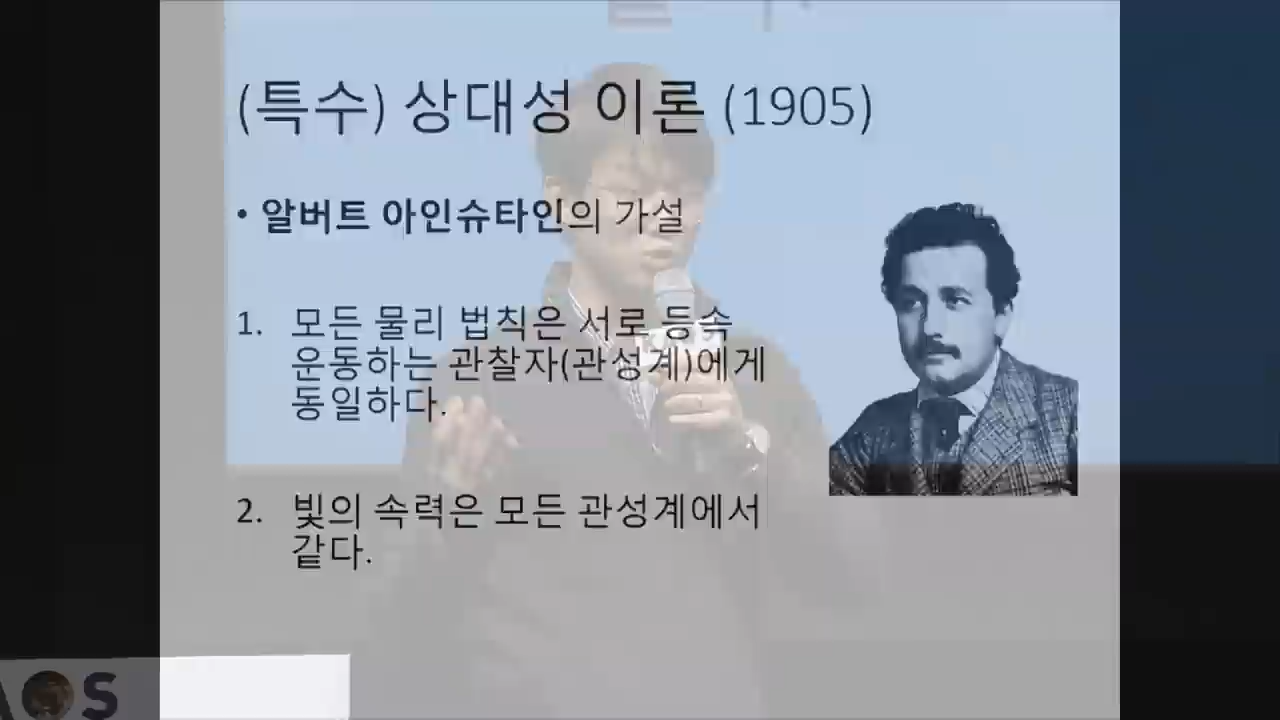 (특수) 상대성 이론 (1905)
• 알버트 아인슈타인의 가설
1. 모든 물리 법칙은 서로 등속
운동하는 관찰자(관성계)에게
동일하다.
2. 빛의 속력은 모든 관성계에서
같다.